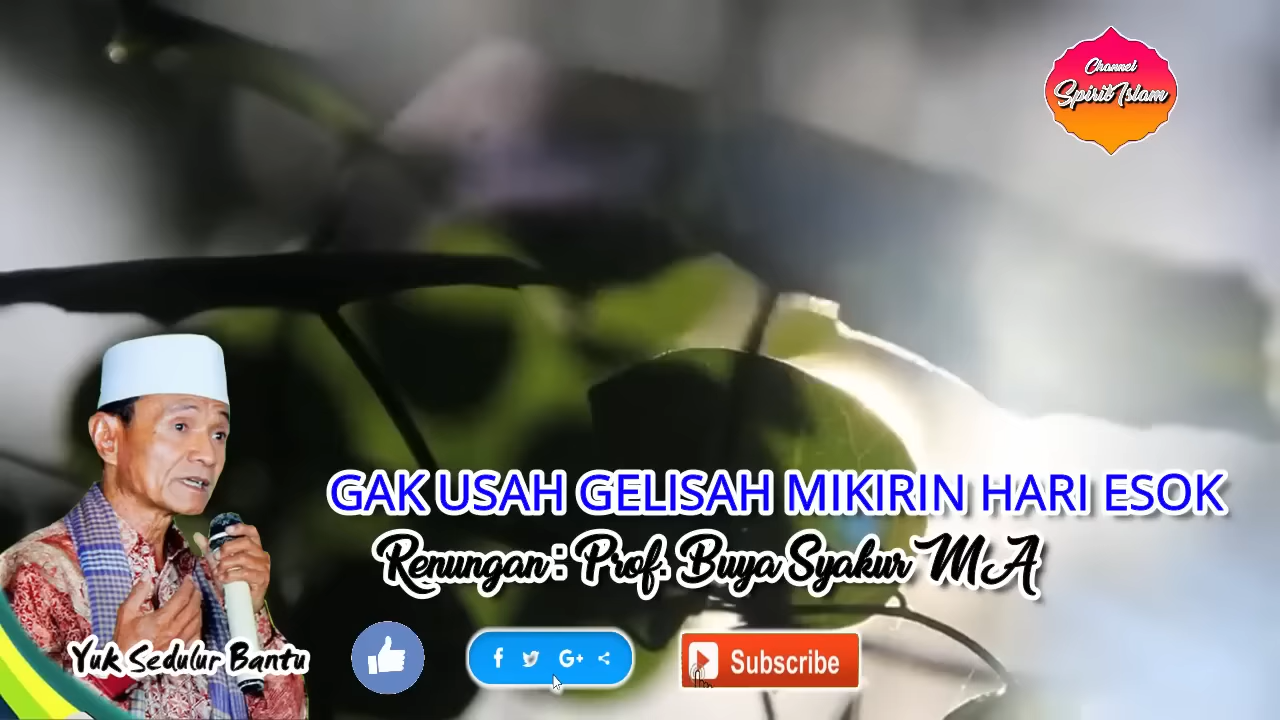 Channel
Spirit Islam
GAK USAH GELISAH MIKIRIN HARI ESOK
Renungan : Prof. Buya Syakur MA
Yuk Sedulur Bantu
f G+
Subscribe